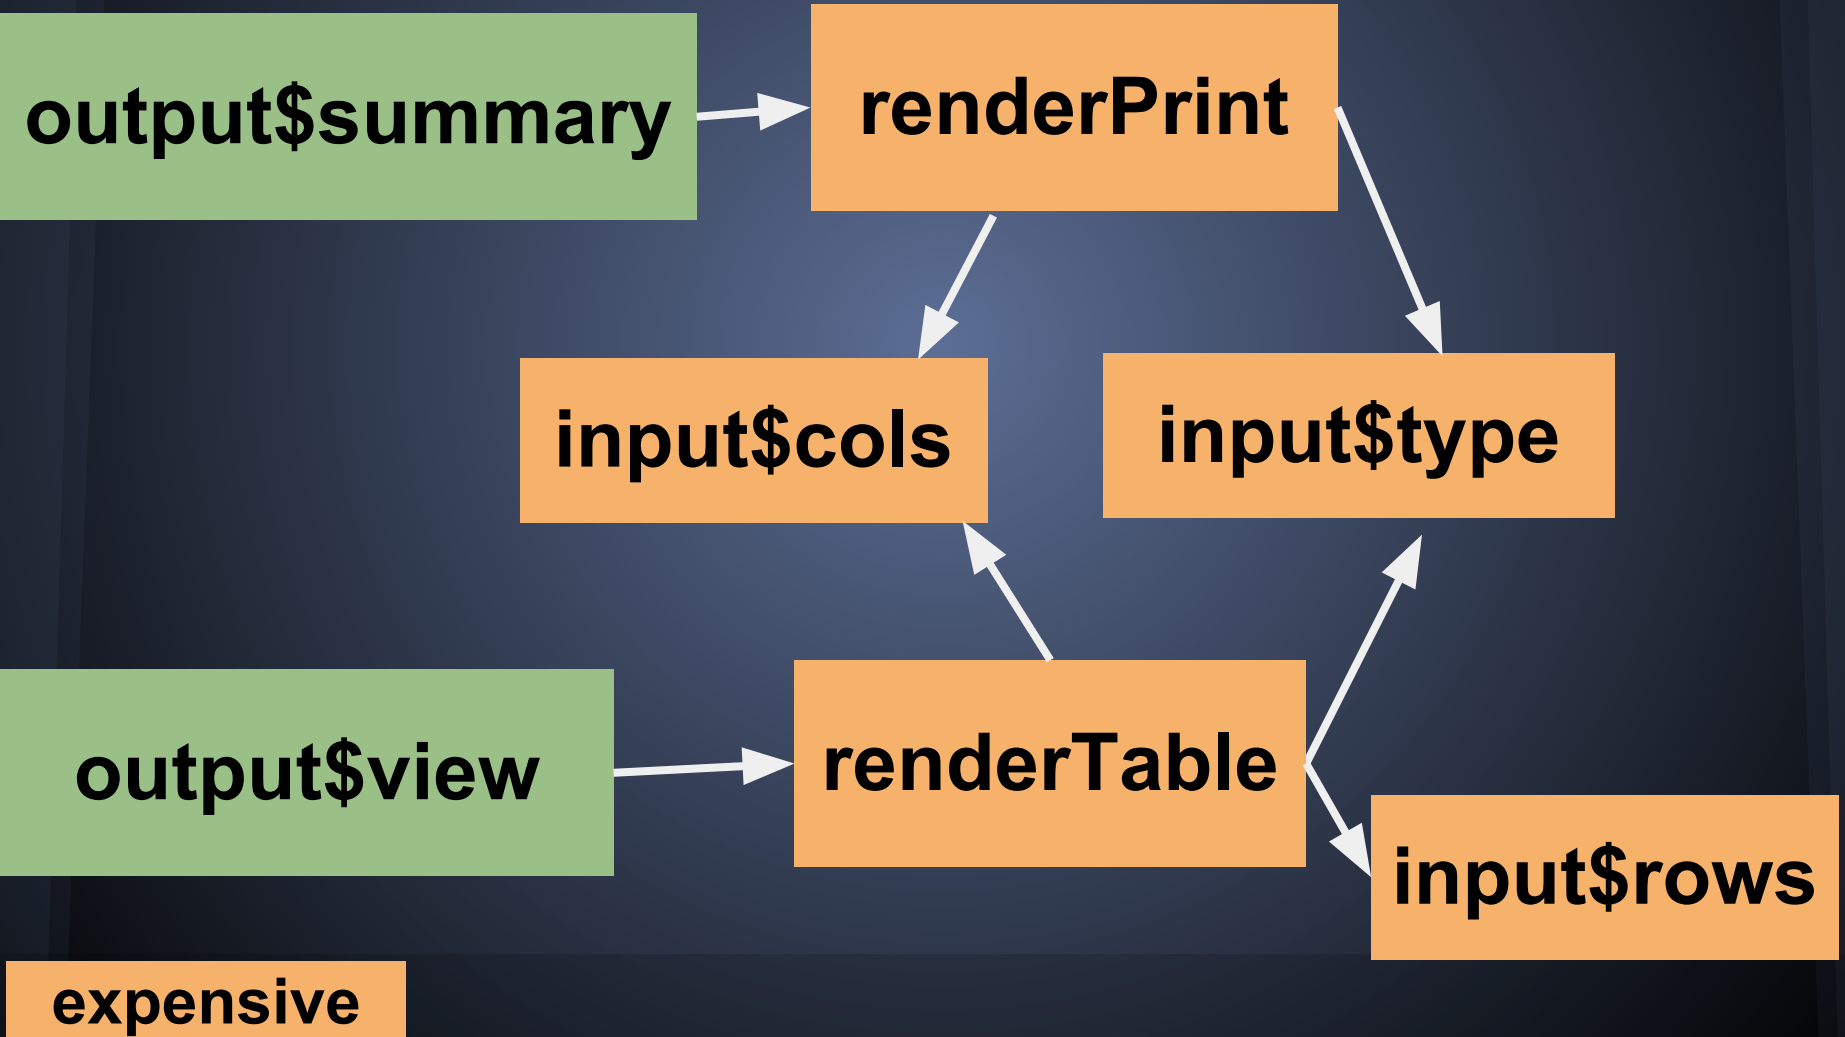 output$summary
renderPrint
input$cols
input$type
output$view
renderTable
input$rows
expensive